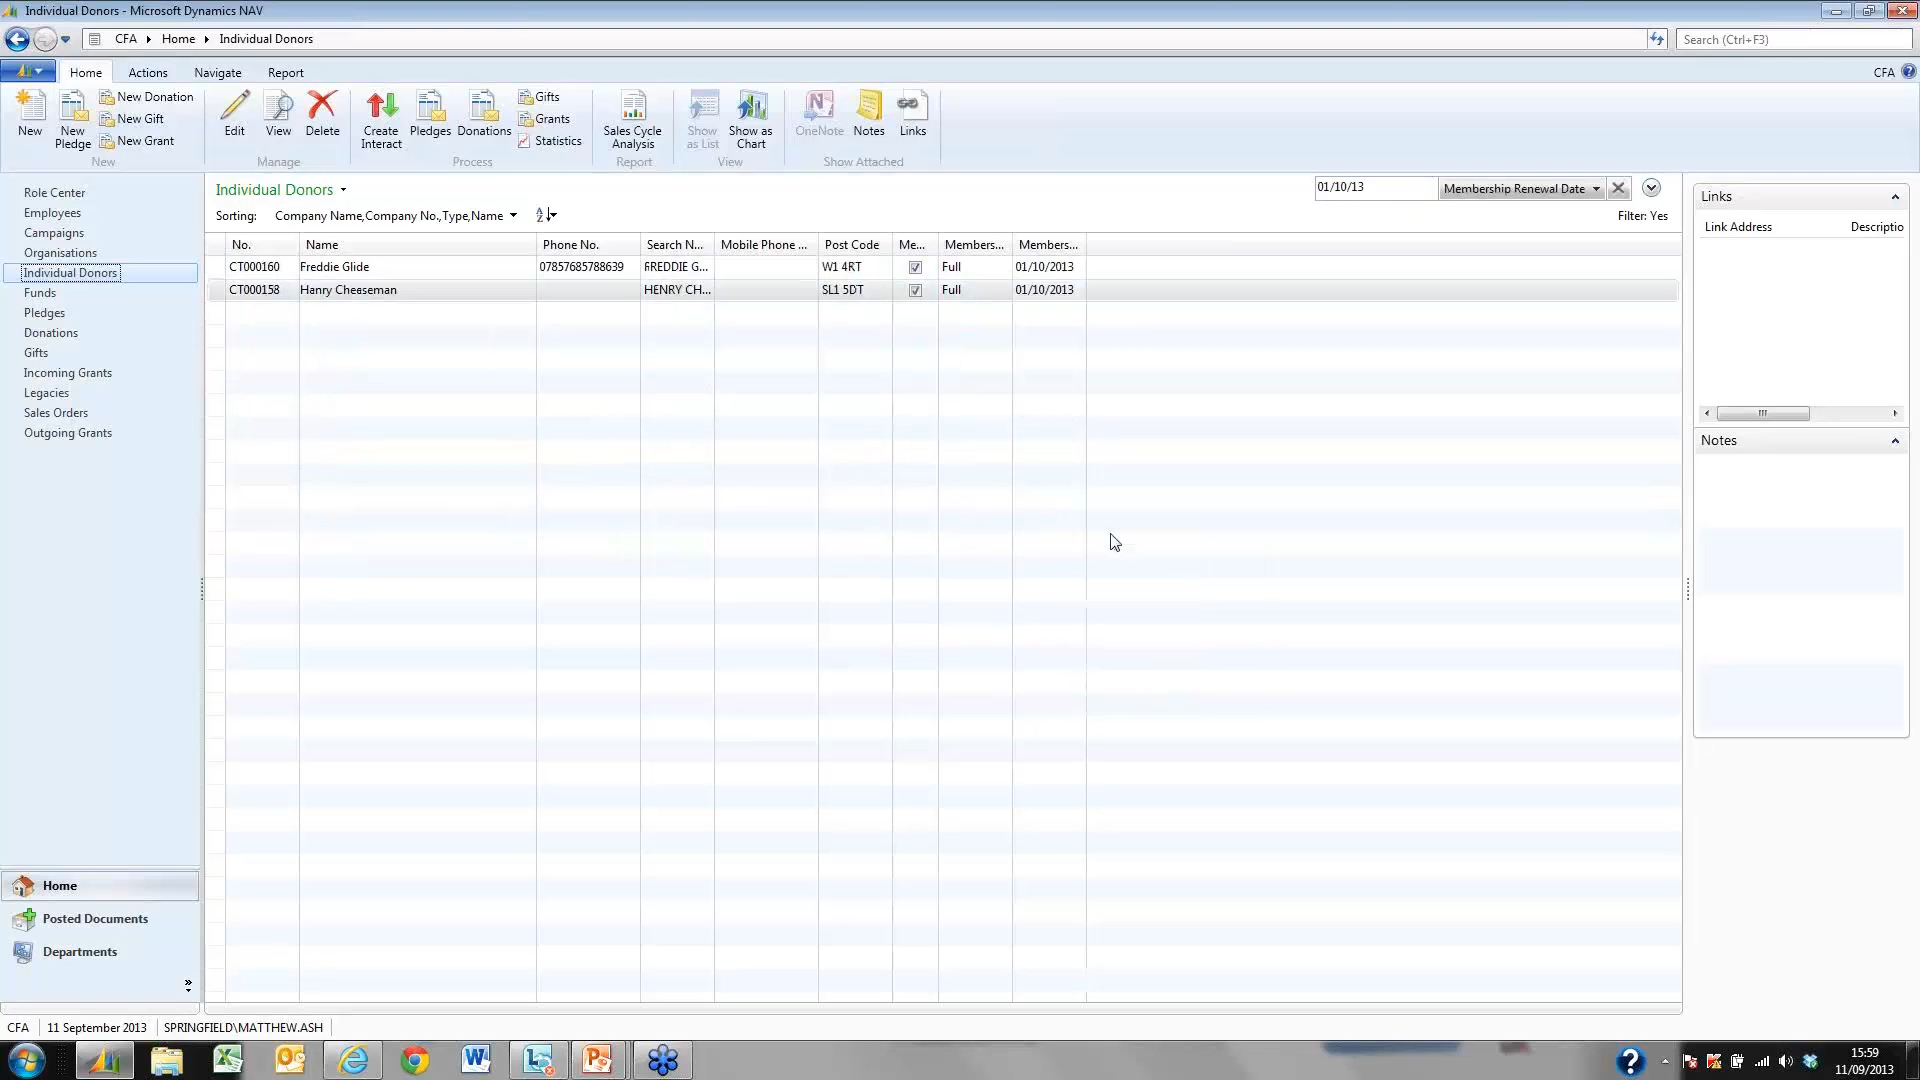 Individual Donors - Microsoft Dynamics NAV
CFA Home Individual Donors
Search (Ctrl+F3)
Home Actions Navigate Report
CFA
New
New Pledge
New Donation
New Gift
New Grant
New
Edit
View
Delete
Manage
Create Interact
Pledges
Donations
Gifts
Grants
Statistics
Process
Sales Cycle Analysis
Report
Show as List
Show as Chart
View
OneNote
Notes
Links
Show Attached
Role Center
Employees
Campaigns
Organisations
Individual Donors
Funds
Pledges
Donations
Gifts
Incoming Grants
Legacies
Sales Orders
Outgoing Grants
Home
Posted Documents
Departments
Individual Donors
01/10/13 Membership Renewal Date
Sorting: Company Name,Company No.,Type,Name
Filter: Yes
No. Name Phone No. Search N... Mobile Phone ... Post Code Me... Members... Members...
CT000160 Freddie Glide 07857685788639 FREDDIE G... W1 4RT Full 01/10/2013
CT000158 Henry Cheeseman HENRY CH... SL1 5DT Full 01/10/2013
Links
Link Address Descriptio
Notes
CFA 11 September 2013 SPRINGFIELD\MATTHEW.ASH
15:59
11/09/2013